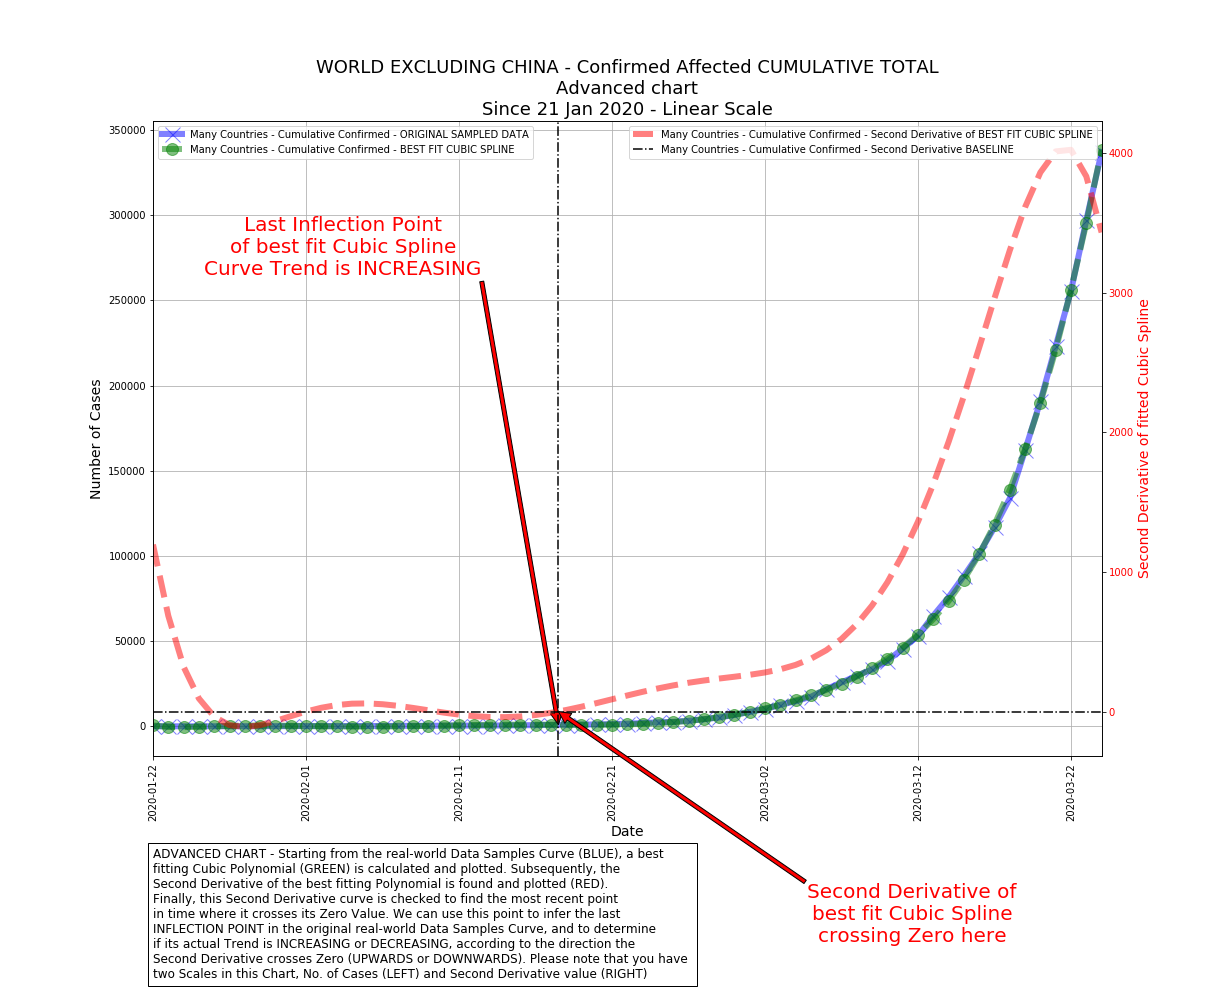 WORLD EXCLUDING CHINA - Confirmed Affected CUMULATIVE TOTAL
Advanced chart
Since 21 Jan 2020 - Linear Scale
Many Countries - Cumulative Confirmed - ORIGINAL SAMPLED DATA
Many Countries - Cumulative Confirmed - BEST FIT CUBIC SPLINE
Many Countries - Cumulative Confirmed - Second Derivative of BEST FIT CUBIC SPLINE
Many Countries - Cumulative Confirmed - Second Derivative BASELINE
Last Inflection Point
of best fit Cubic Spline
Curve Trend is INCREASING
Number of Cases
350000
300000
250000
200000
150000
100000
50000
0
4000
3000
2000
1000
0
Second Derivative of fitted Cubic Spline
2020-01-22
2020-02-01
2020-02-11
2020-02-21
2020-03-02
2020-03-12
2020-03-22
Date
ADVANCED CHART - Starting from the real-world Data Samples Curve (BLUE), a best
fitting Cubic Polynomial (GREEN) is calculated and plotted. Subsequently, the
Second Derivative of the best fitting Polynomial is found and plotted (RED).
Finally, this Second Derivative curve is checked to find the most recent point
in time where it crosses its Zero Value. We can use this point to infer the last
INFLECTION POINT in the original real-world Data Samples Curve, and to determine
if its actual Trend is INCREASING or DECREASING, according to the direction the
Second Derivative crosses Zero (UPWARDS or DOWNWARDS). Please note that you have
two Scales in this Chart, No. of Cases (LEFT) and Second Derivative value (RIGHT)
Second Derivative of
best fit Cubic Spline
crossing Zero here